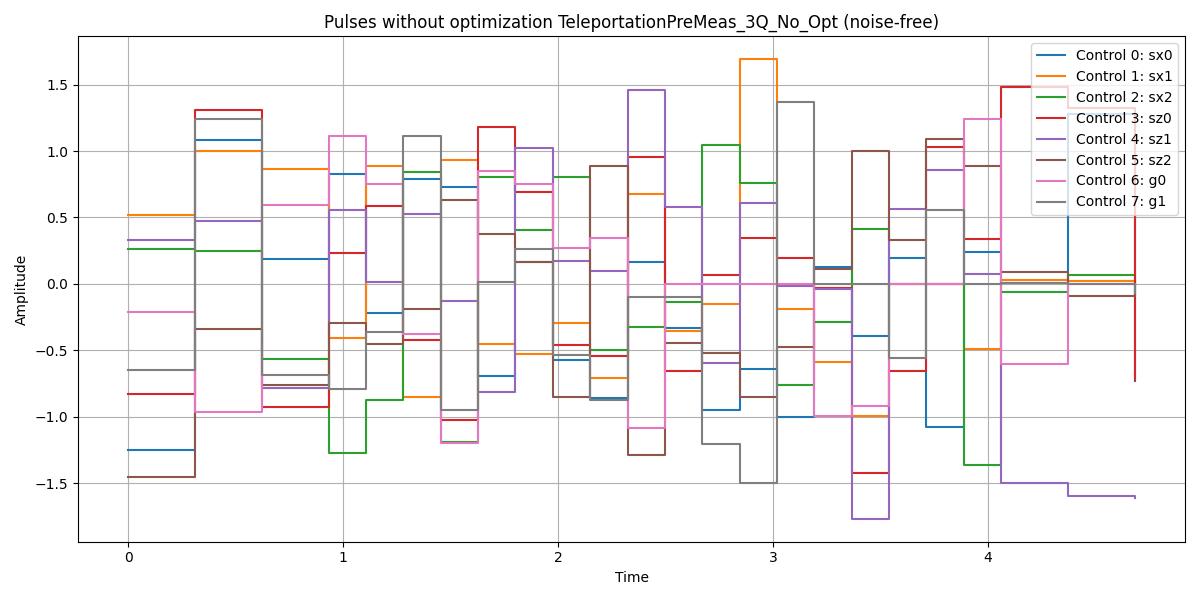 Pulses without optimization TeleportationPreMeas_3Q_No_Opt (noise-free)
Amplitude
1.5
1.0
0.5
0.0
−0.5
−1.0
−1.5
Control 0: sx0
Control 1: sx1
Control 2: sx2
Control 3: sz0
Control 4: sz1
Control 5: sz2
Control 6: g0
Control 7: g1
0 1 2 3 4
Time